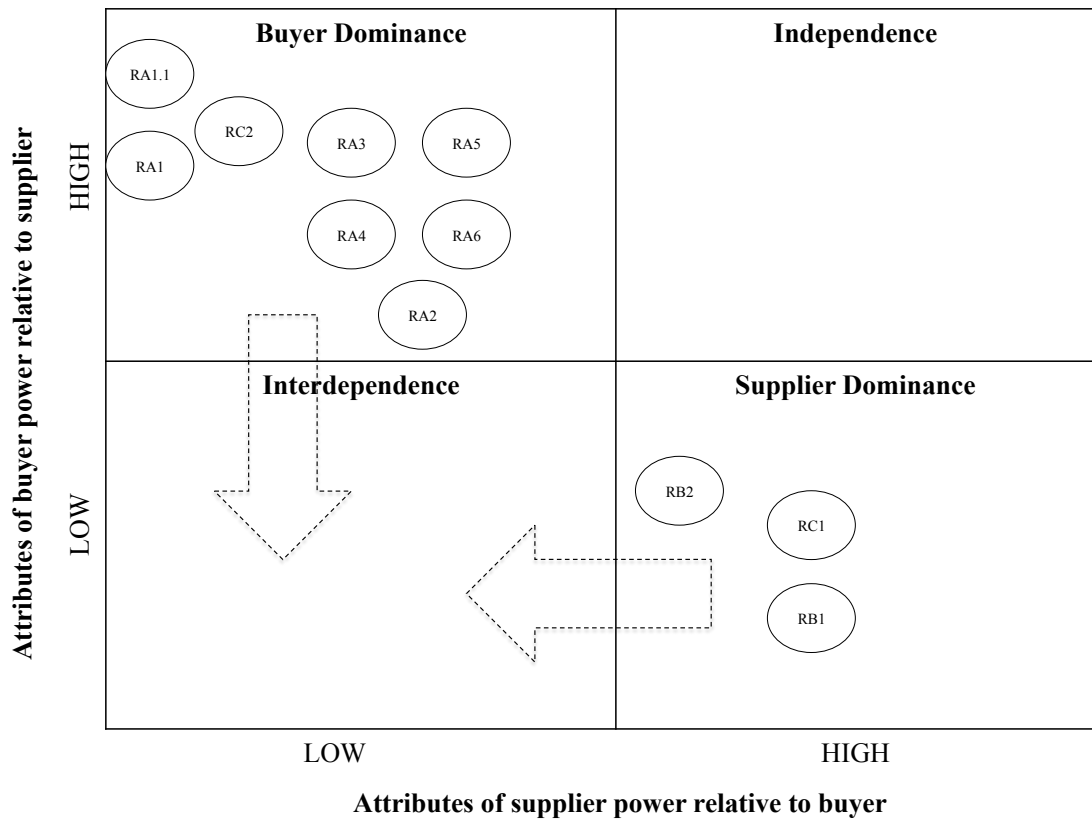 Buyer Dominance
Independence
RA1.1
RC2
RA3
RA5
RA1
RA4
RA6
RA2
HIGH
Attributes of buyer power relative to supplier
Interdependence
Supplier Dominance
RB2
RC1
RB1
LOW
LOW
HIGH
Attributes of supplier power relative to buyer